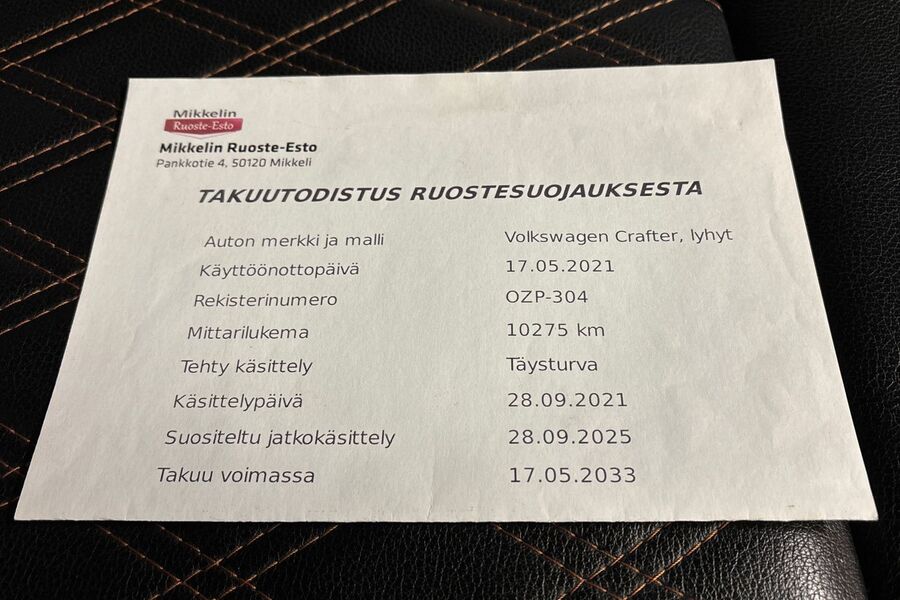 Mikkelin
Ruoste-Esto
Mikkelin Ruoste-Esto
Pankkotie 4, 50120 Mikkeli
TAKUUTODISTUS RUOSTESUOJAUKSESTA
Auton merkki ja malli Volkswagen Crafter, lyhyt
Käyttöönottopäivä 17.05.2021
Rekisterinumero OZP-304
Mittarilukema 10275 km
Tehty käsittely Täysturva
Käsittelypäivä 28.09.2021
Suositeltu jatkokäsittely 28.09.2025
Takuu voimassa 17.05.2033